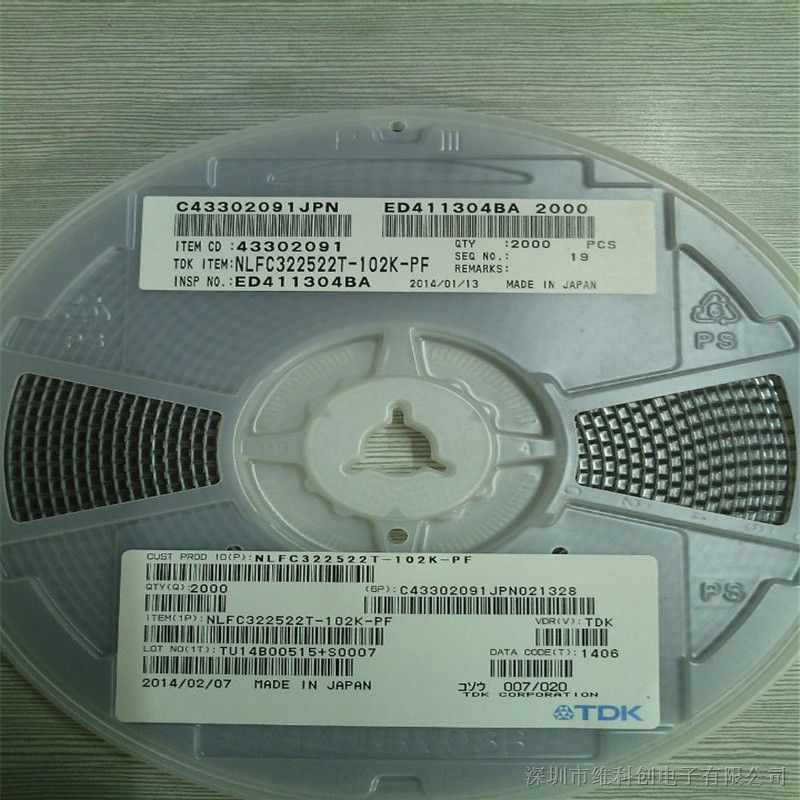 P III
C43302091JPN ED411304BA 2000
ITEM CD :43302091 QTY :2000 PCS
TDK ITEM:NLFC322522T-102K-PF SEQ NO.: 19
INSP NO.:ED411304BA REMARKS:
2014/01/13 MADE IN JAPAN
PS PS
CUST PROD ID(P):NLFC322522T-102K-PF
QTY(Q):2000 (6P):C43302091JPN021328
ITEM(1P):NLFC322522T-102K-PF VDR(V):TDK
LOT NO(1T):TU14B00515+S0007 DATA CODE(T):1406
2014/02/07 MADE IN JAPAN コソウ 007/020
TDK CORPORATION
TDK
PS
深圳市维科创电子有限公司